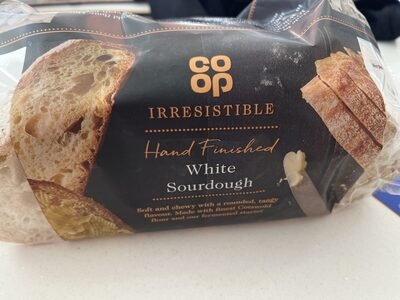 CO
OP
IRRESISTIBLE
Hand Finished
White
Sourdough
Soft and chewy with a rounded, tangy
flavour. Made with finest Cotswold
flour and our fermented starter